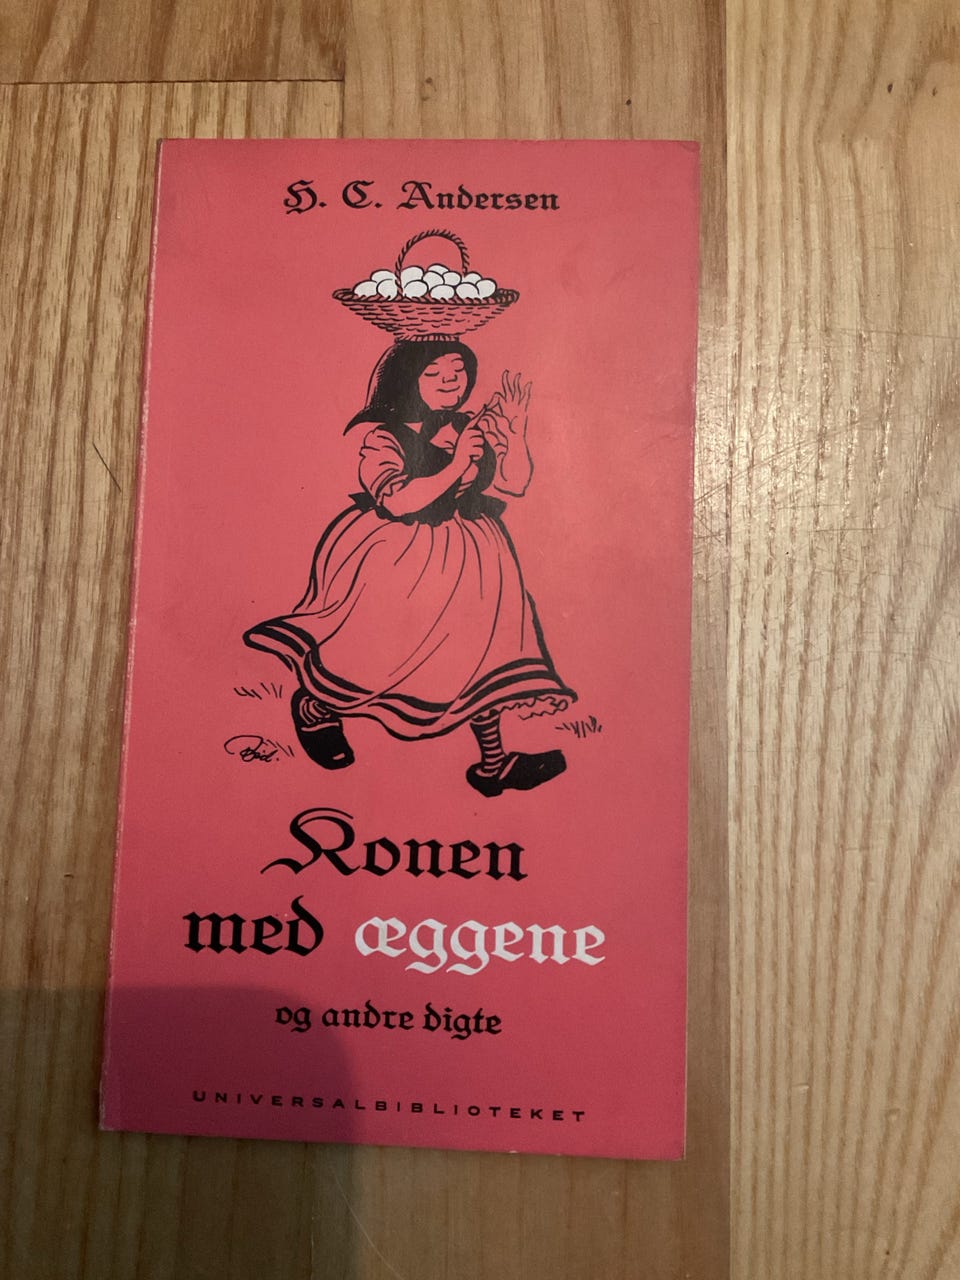 H. C. Andersen
Konen
med æggene
og andre digte
UNIVERSALBIBLIOTEKET